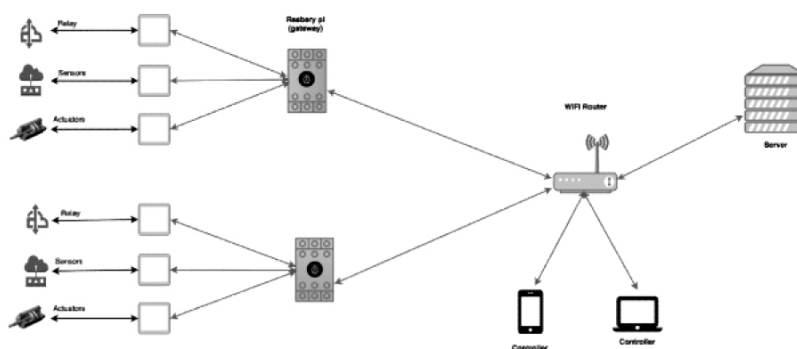 Relay
Rasbery pi
(gateway)
Sensors
Actuators
WIFI Router
Server
Relay
Sensors
Actuators
Controller
Controller